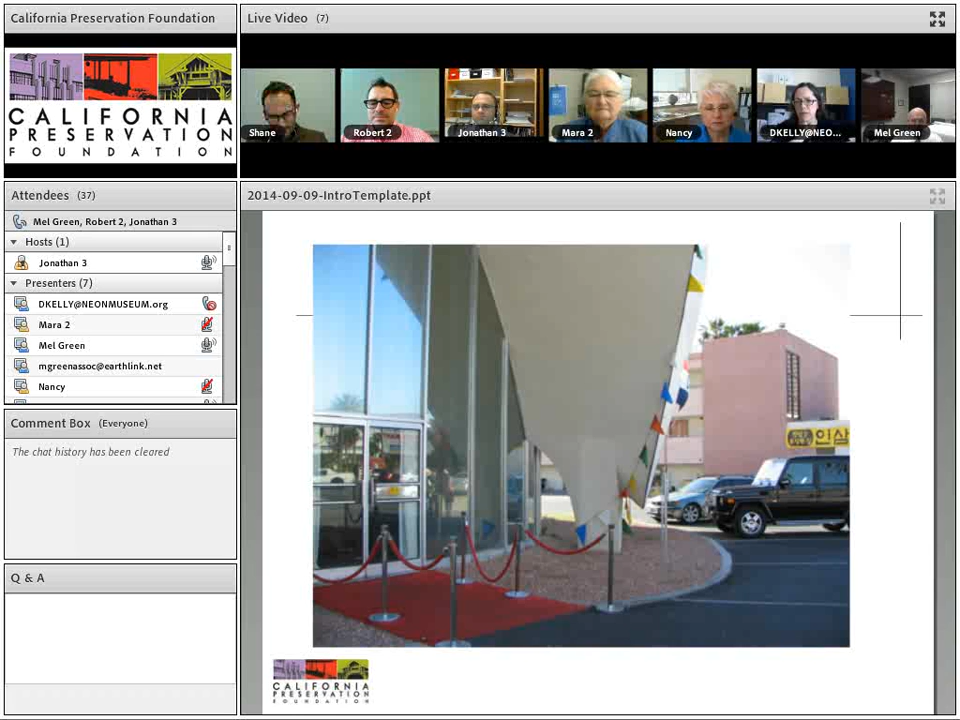 California Preservation Foundation
CALIFORNIA
PRESERVATION
FOUNDATION
Live Video (7)
Shane
Robert 2
Jonathan 3
Mara 2
Nancy
DKELLY@NEO...
Mel Green
Attendees (37)
Mel Green, Robert 2, Jonathan 3
Hosts (1)
Jonathan 3
Presenters (7)
DKELLY@NEONMUSEUM.org
Mara 2
Mel Green
mgreenassoc@earthlink.net
Nancy
Comment Box (Everyone)
The chat history has been cleared
Q & A
2014-09-09-IntroTemplate.ppt
인삼
CALIFORNIA
PRESERVATION
FOUNDATION